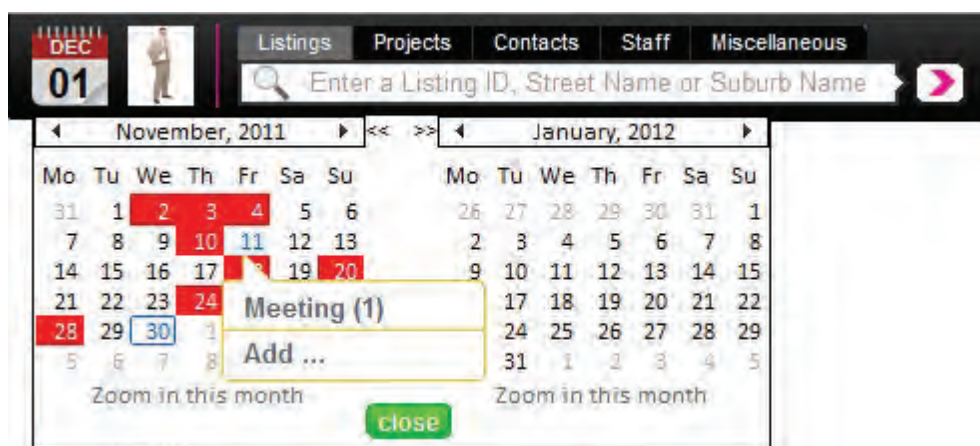 DEC
01
Listings Projects Contacts Staff Miscellaneous
Enter a Listing ID, Street Name or Suburb Name
November, 2011 << >> January, 2012
Mo Tu We Th Fr Sa Su Mo Tu We Th Fr Sa Su
31 1 2 3 4 5 6 26 27 28 29 30 31 1
7 8 9 10 11 12 13 2 3 4 5 6 7 8
14 15 16 17 19 20 9 10 11 12 13 14 15
21 22 23 24 Meeting (1) 17 18 19 20 21 22
28 29 30 1 Add ... 24 25 26 27 28 29
5 6 7 8 31 1 2 3 4 5
Zoom in this month Zoom in this month
close